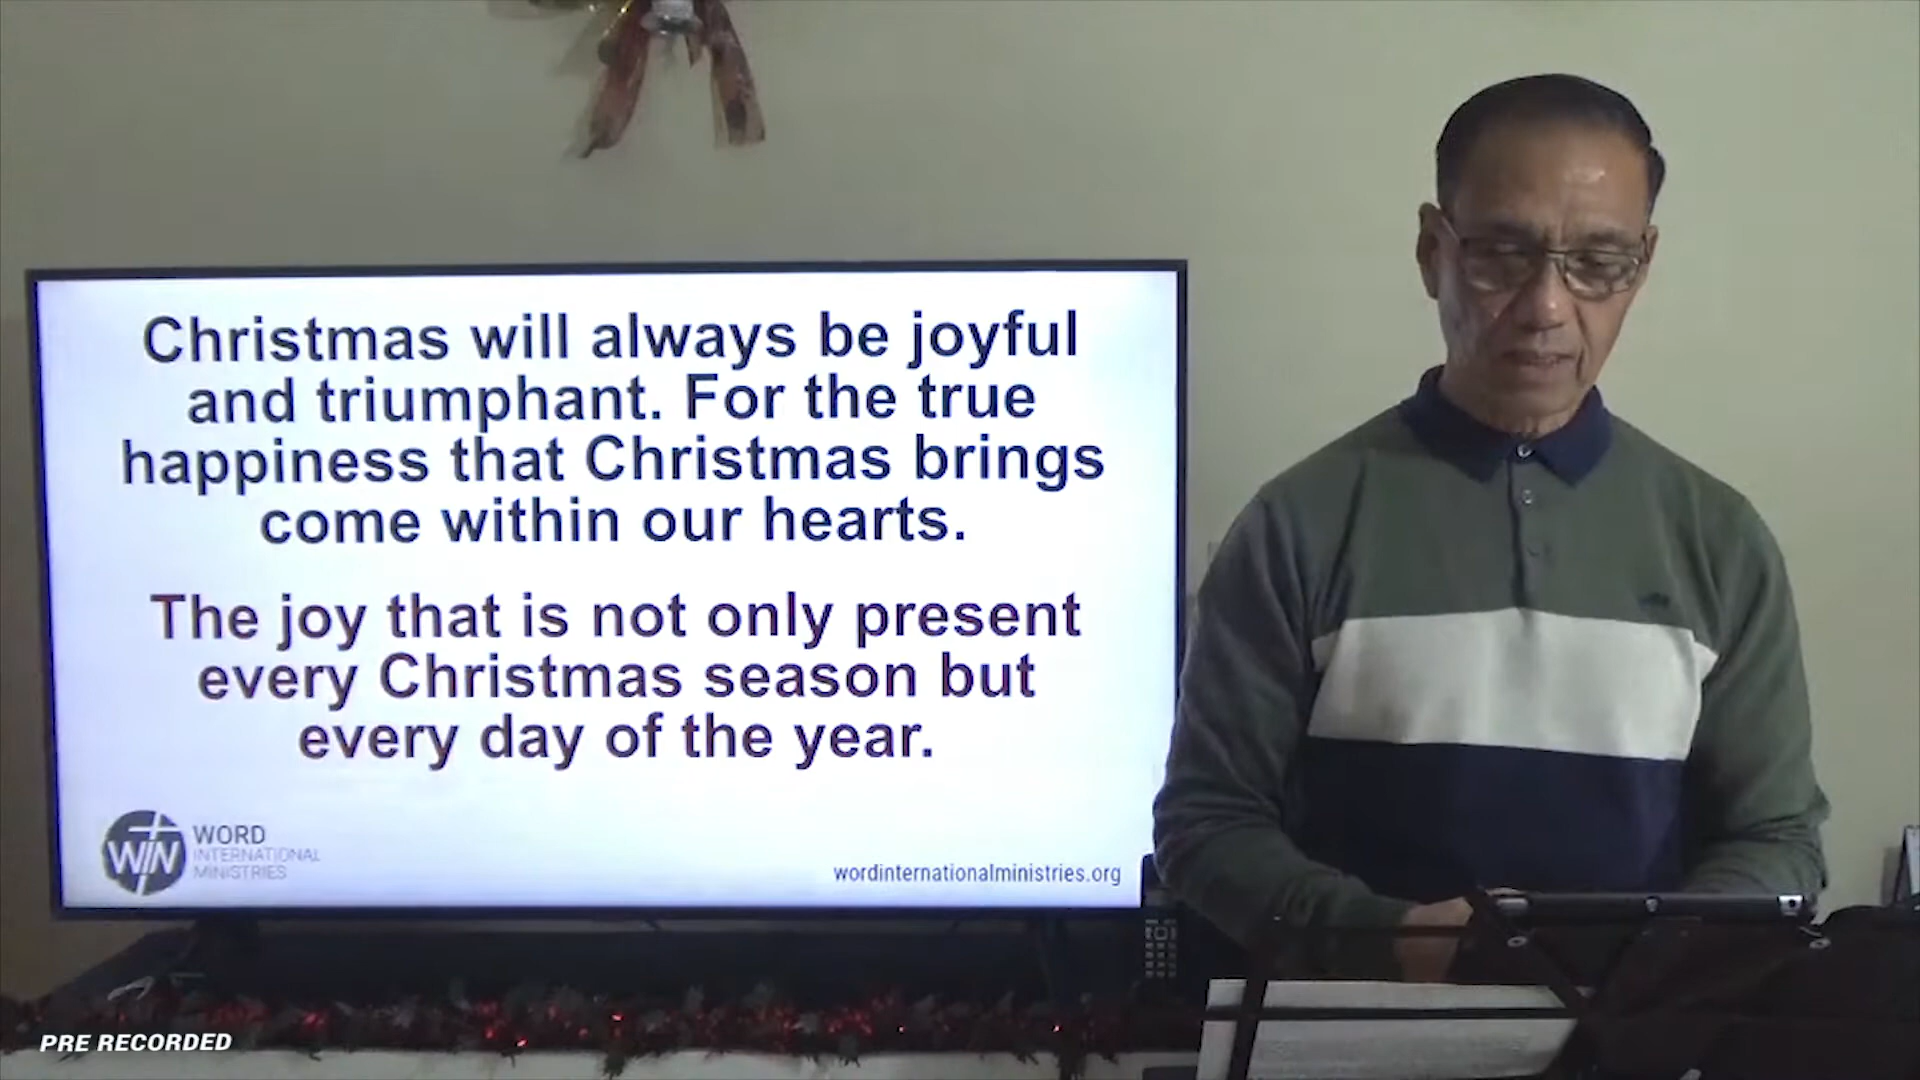 Christmas will always be joyful
and triumphant. For the true
happiness that Christmas brings
come within our hearts.
The joy that is not only present
every Christmas season but
every day of the year.
WIN
WORD
INTERNATIONAL
MINISTRIES
wordinternationalministries.org
PRE RECORDED